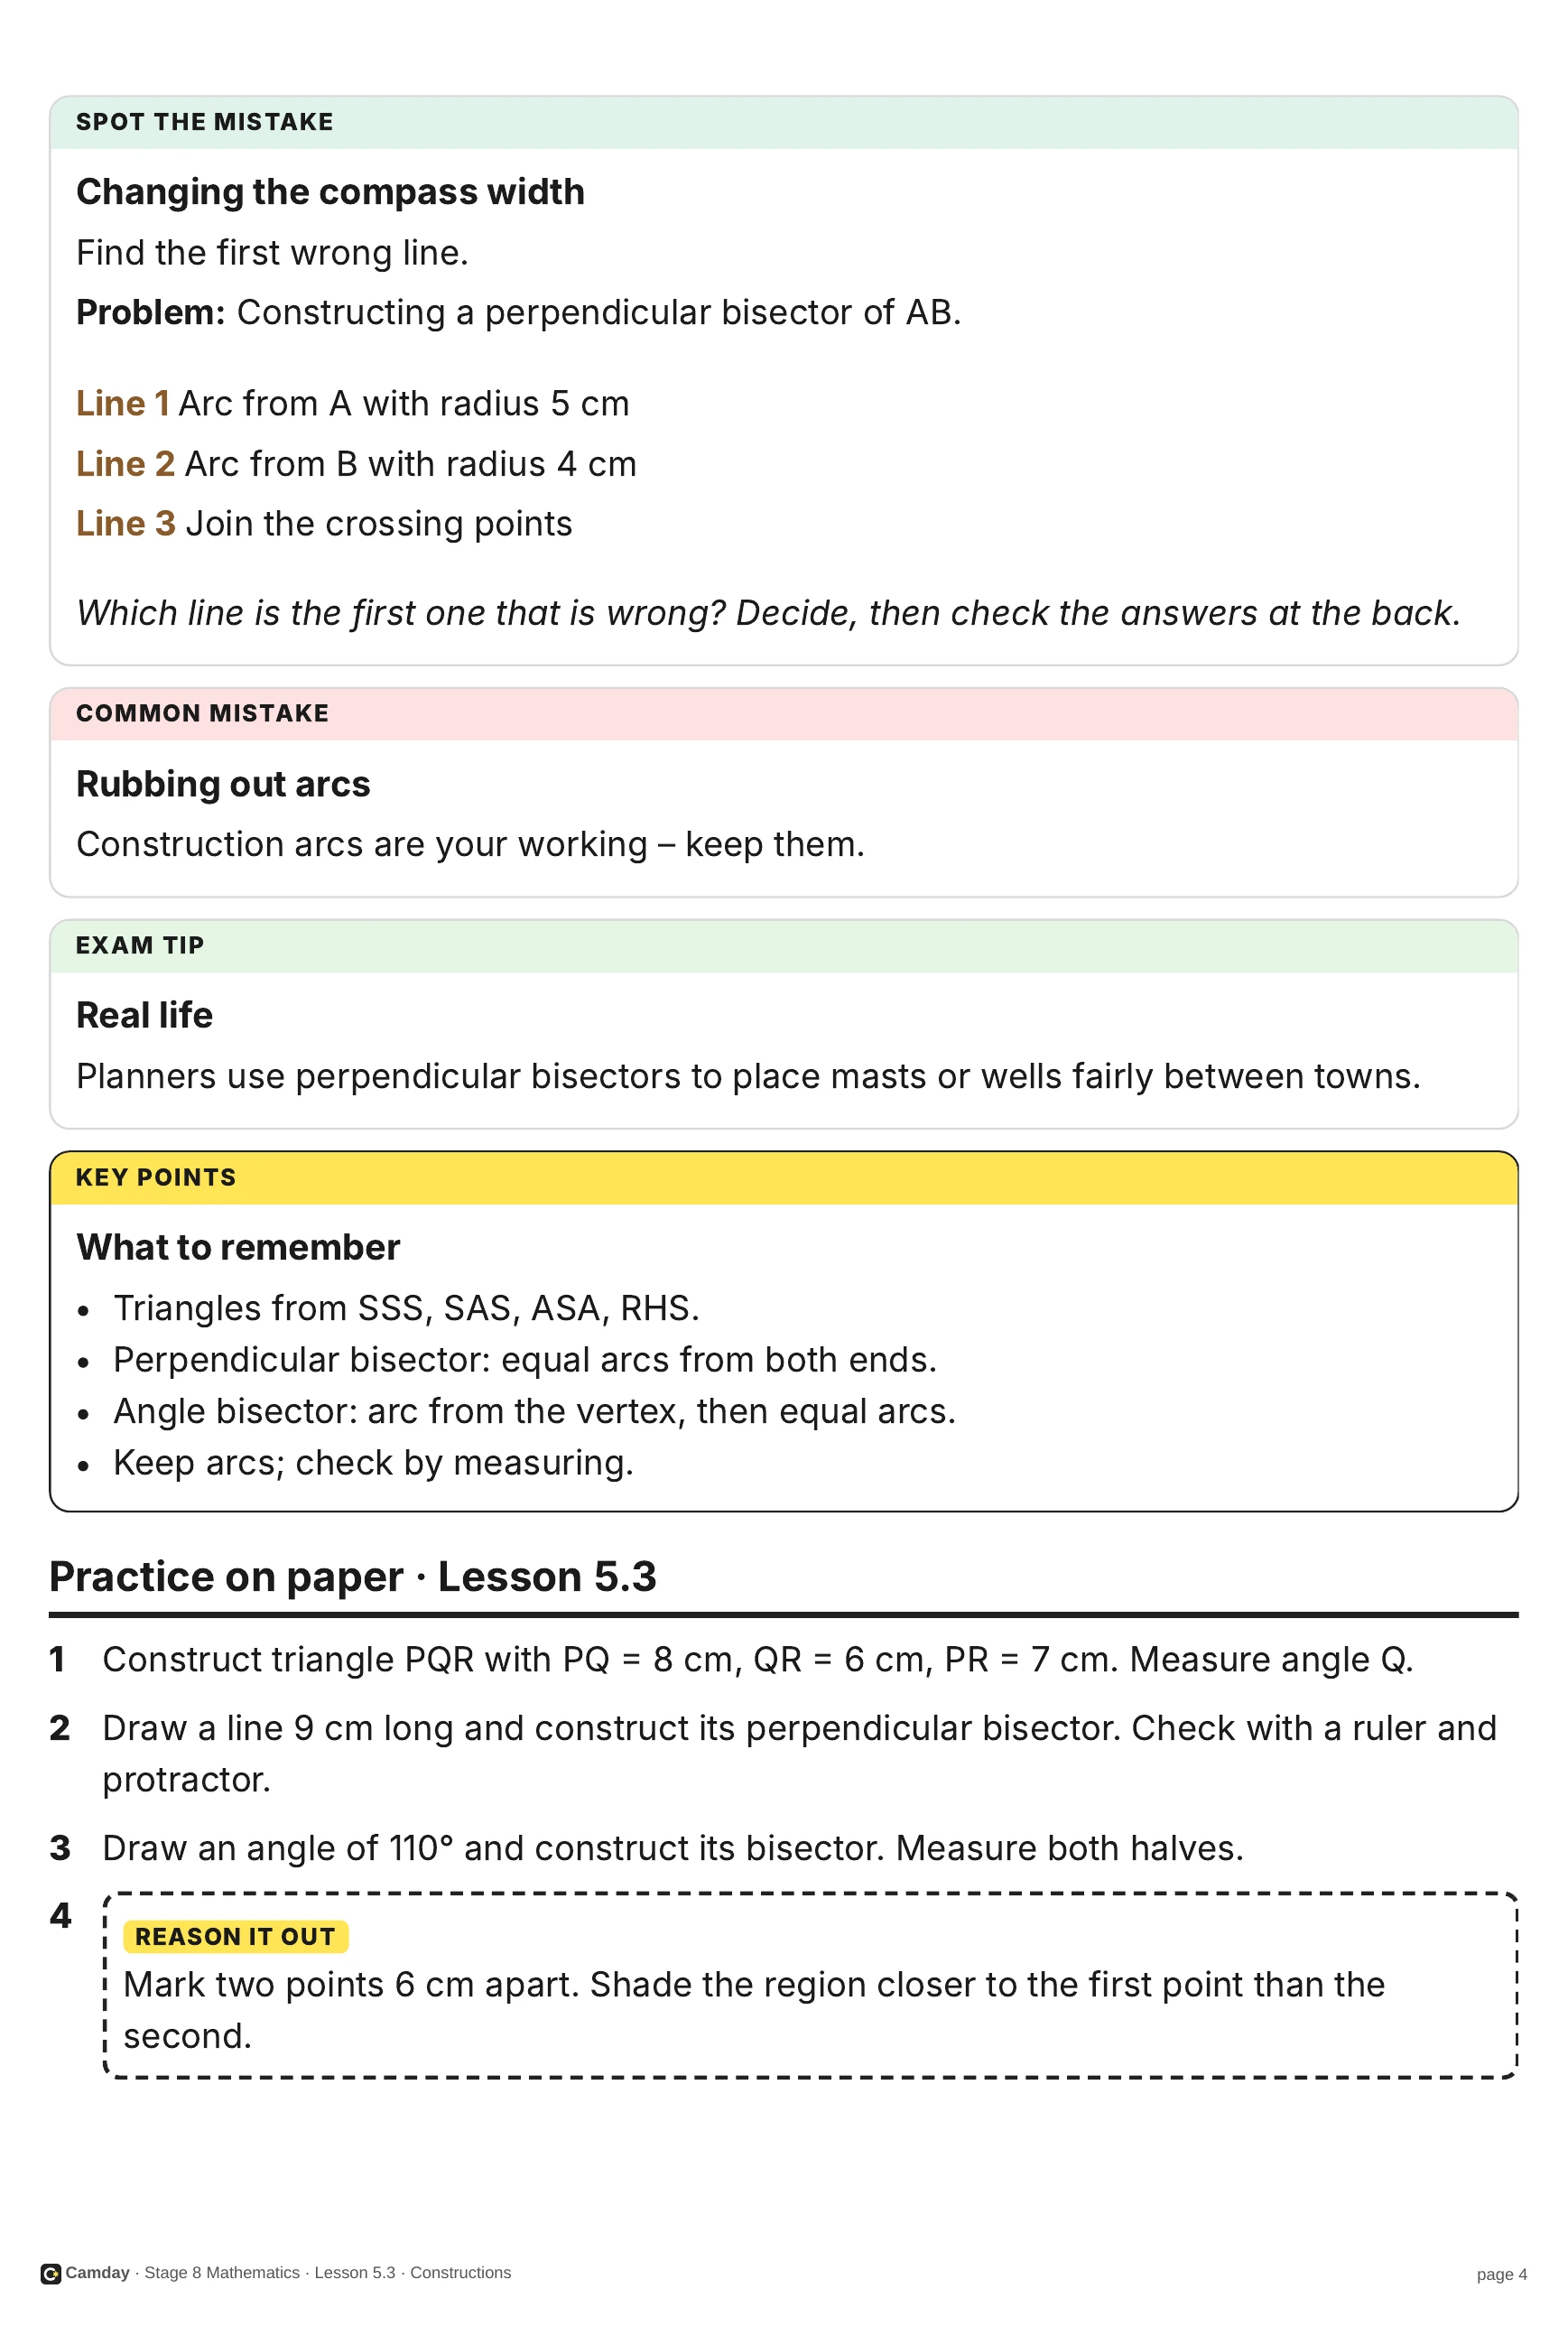 SPOT THE MISTAKE
Changing the compass width
Find the first wrong line.
Problem: Constructing a perpendicular bisector of AB.
Line 1 Arc from A with radius 5 cm
Line 2 Arc from B with radius 4 cm
Line 3 Join the crossing points
Which line is the first one that is wrong? Decide, then check the answers at the back.
COMMON MISTAKE
Rubbing out arcs
Construction arcs are your working – keep them.
EXAM TIP
Real life
Planners use perpendicular bisectors to place masts or wells fairly between towns.
KEY POINTS
What to remember
• Triangles from SSS, SAS, ASA, RHS.
• Perpendicular bisector: equal arcs from both ends.
• Angle bisector: arc from the vertex, then equal arcs.
• Keep arcs; check by measuring.
Practice on paper · Lesson 5.3
1 Construct triangle PQR with PQ = 8 cm, QR = 6 cm, PR = 7 cm. Measure angle Q.
2 Draw a line 9 cm long and construct its perpendicular bisector. Check with a ruler and
protractor.
3 Draw an angle of 110° and construct its bisector. Measure both halves.
4
REASON IT OUT
Mark two points 6 cm apart. Shade the region closer to the first point than the
second.
Camday · Stage 8 Mathematics · Lesson 5.3 · Constructions
page 4